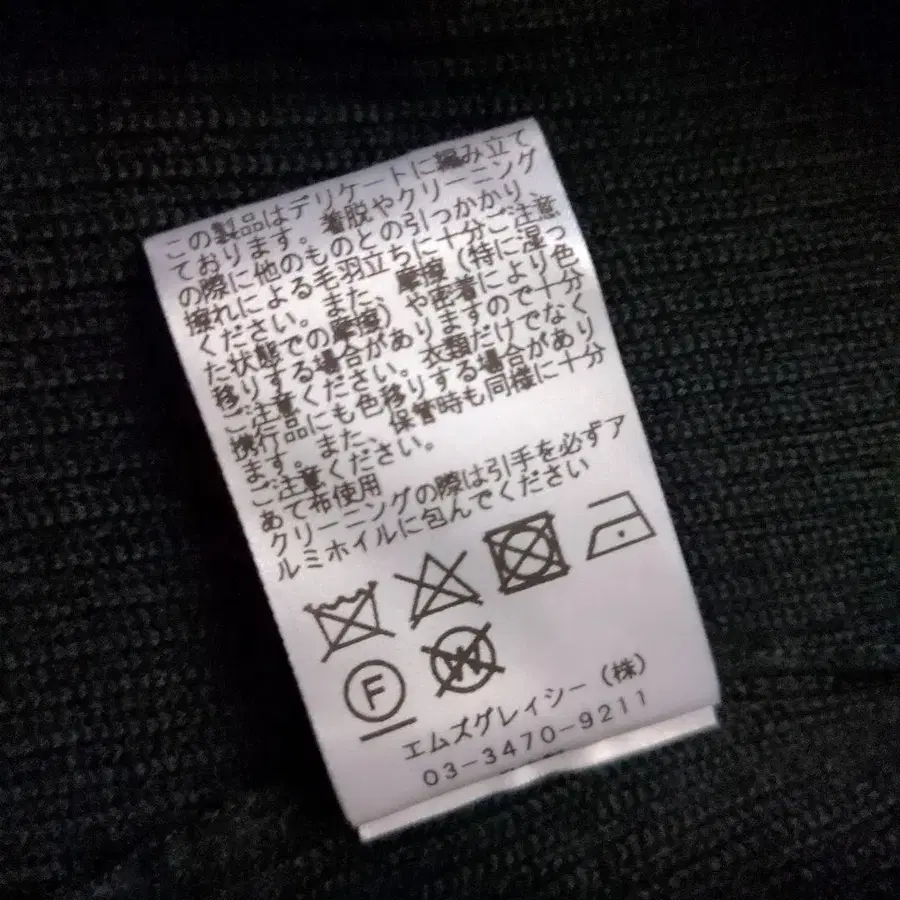 この製品はデリケートに編み立て
ております。着脱やクリーニング
の際に他のものとの引っかかり、
擦れによる毛羽立ちに十分ご注意
ください。また、摩擦（特に湿っ
た状態での摩擦）や密着により色
移りする場合がありますので十分
ご注意ください。衣類だけでなく
携行品にも色移りする場合があり
ます。また、保管時も同様に十分
ご注意ください。
あて布使用
クリーニングの際は引手を必ずア
ルミホイルに包んでください
F W
エムズグレイシー（株）
03-3470-9211